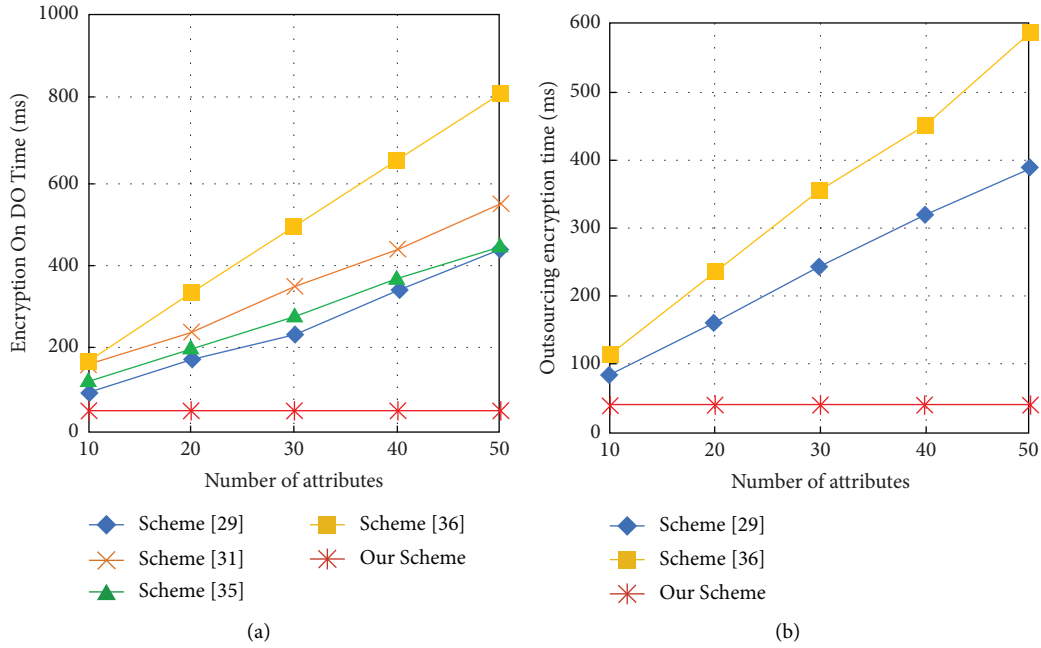 Encryption On DO Time (ms)
1000
800
600
400
200
0
10 20 30 40 50
Number of attributes
Scheme [29]
Scheme [31]
Scheme [35]
Scheme [36]
Our Scheme
(a)
Outsourcing encryption time (ms)
600
500
400
300
200
100
0
10 20 30 40 50
Number of attributes
Scheme [29]
Scheme [36]
Our Scheme
(b)